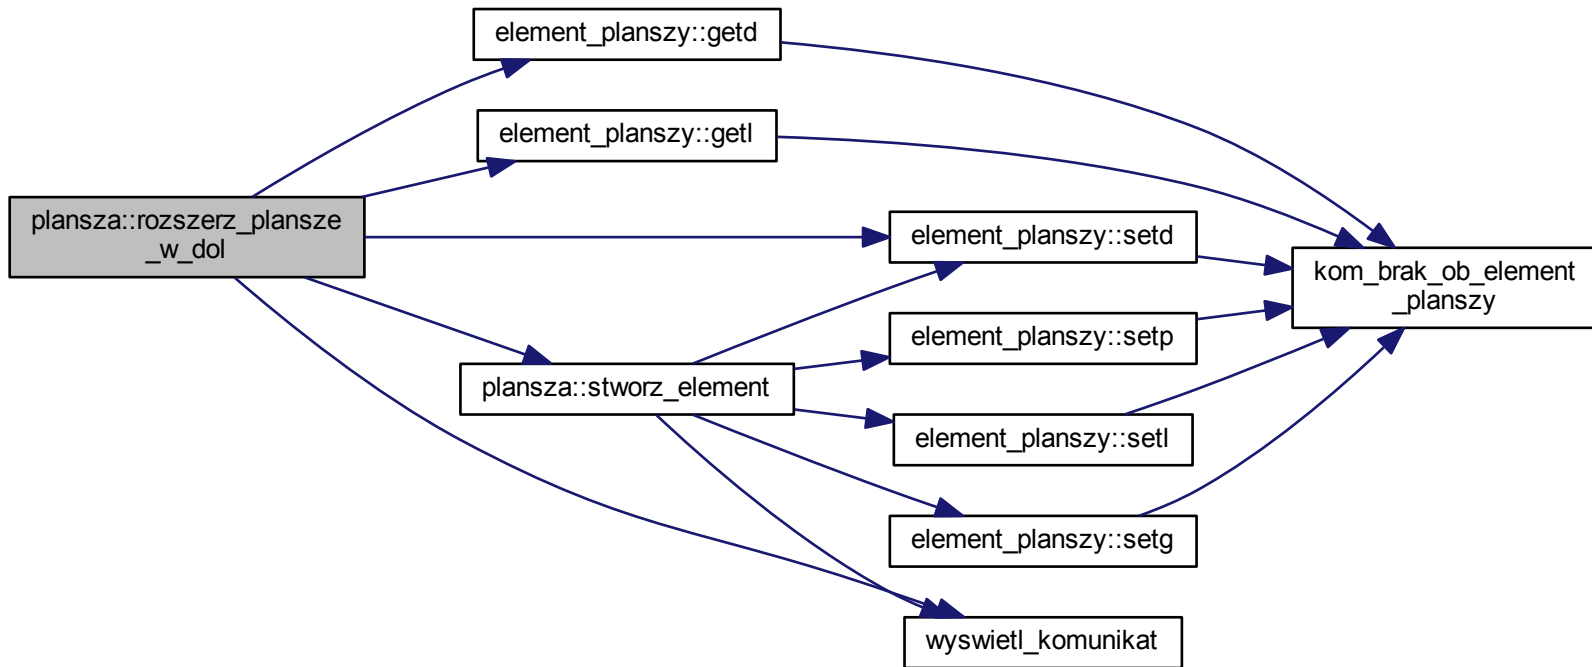 element_planszy::getd
element_planszy::getl
plansza::rozszerz_plansze
_w_dol
element_planszy::setd
kom_brak_ob_element
_planszy
element_planszy::setp
plansza::stworz_element
element_planszy::setl
element_planszy::setg
wyswietl_komunikat